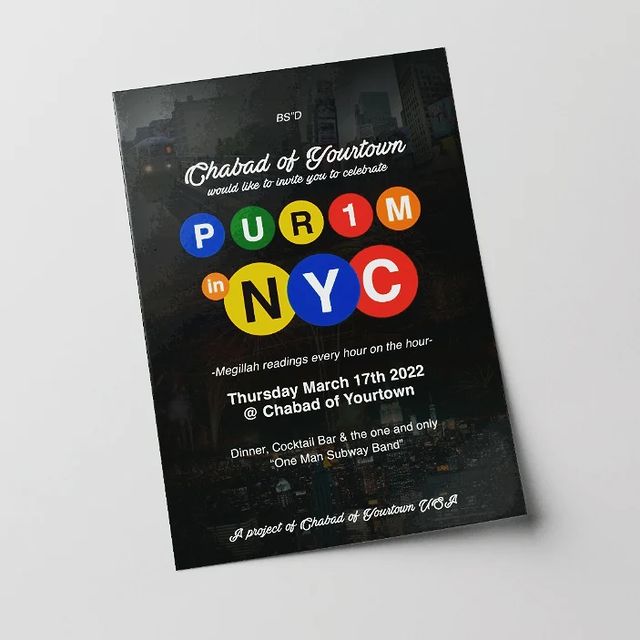 BS"D
Chabad of Yourtown
would like to invite you to celebrate
PUR1M
in NYC
-Megillah readings every hour on the hour-
Thursday March 17th 2022
@ Chabad of Yourtown
Dinner, Cocktail Bar & the one and only
"One Man Subway Band"
A project of Chabad of Yourtown USA